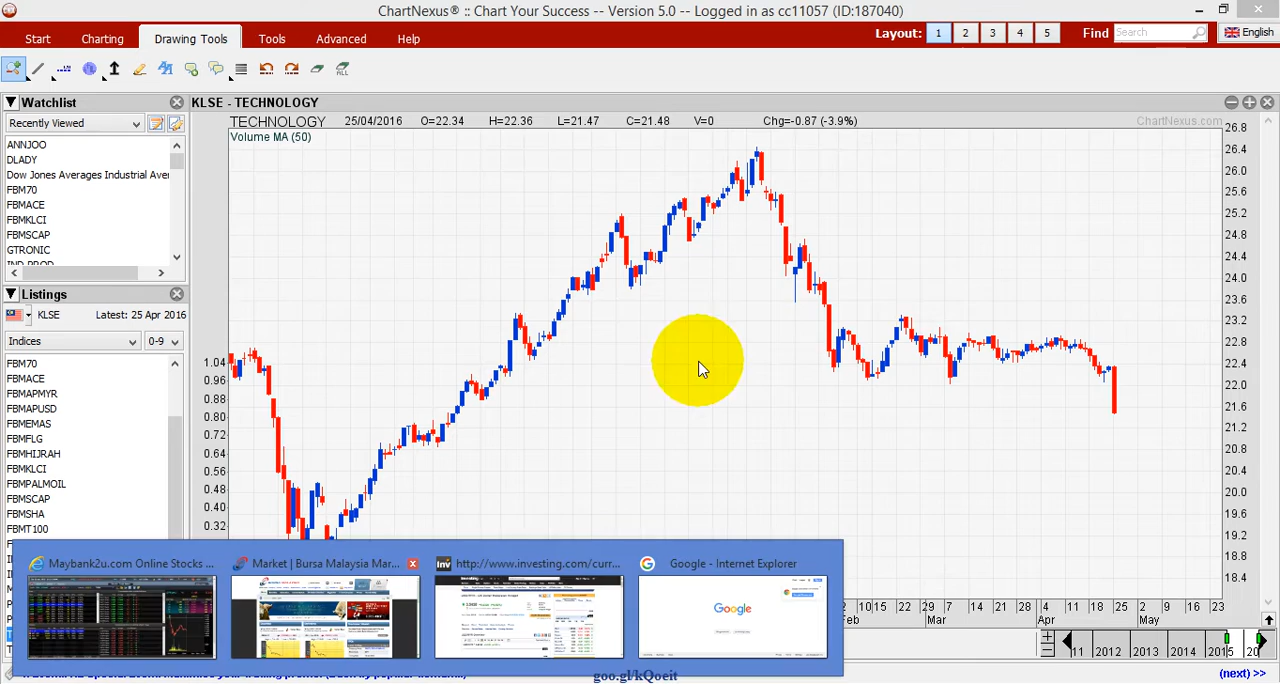 ChartNexus® :: Chart Your Success -- Version 5.0 -- Logged in as cc11057 (ID:187040)
Start Charting Drawing Tools Tools Advanced Help
Layout: 1 2 3 4 5 Find Search English
ALL
Watchlist
Recently Viewed
ANNJOO
DLADY
Dow Jones Averages Industrial Aver
FBM70
FBMACE
FBMKLCI
FBMSCAP
GTRONIC
IND-PROD
Listings
KLSE Latest: 25 Apr 2016
Indices 0-9
FBM70
FBMACE
FBMAPMYR
FBMAPUSD
FBMEMAS
FBMFLG
FBMHIJRAH
FBMKLCI
FBMPALMOIL
FBMSCAP
FBMSHA
FBMT100
KLSE - TECHNOLOGY
TECHNOLOGY 25/04/2016 O=22.34 H=22.36 L=21.47 C=21.48 V=0 Chg=-0.87 (-3.9%) ChartNexus.com
Volume MA (50)
26.8
26.4
26.0
25.6
25.2
24.8
24.4
24.0
23.6
23.2
22.8
22.4
22.0
21.6
21.2
20.8
20.4
20.0
19.6
19.2
18.8
1.04
0.96
0.88
0.80
0.72
0.64
0.56
0.48
0.40
0.32
10 15 22 29 7 14 21 28 4 11 18 25 3 9 16 23 2
Feb Mar May
11 2012 2013 2014 2015 20
Maybank2u.com Online Stocks ...
Market | Bursa Malaysia Mar...
http://www.investing.com/curr...
Google - Internet Explorer
Google
goo.gl/kQoeit
(next) >>